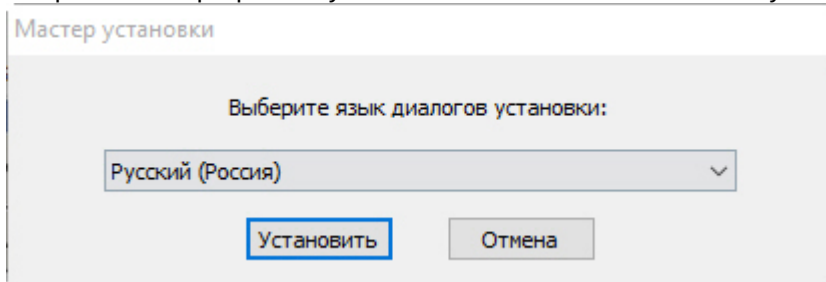 Мастер установки
Выберите язык диалогов установки:
Русский (Россия)
Установить Отмена